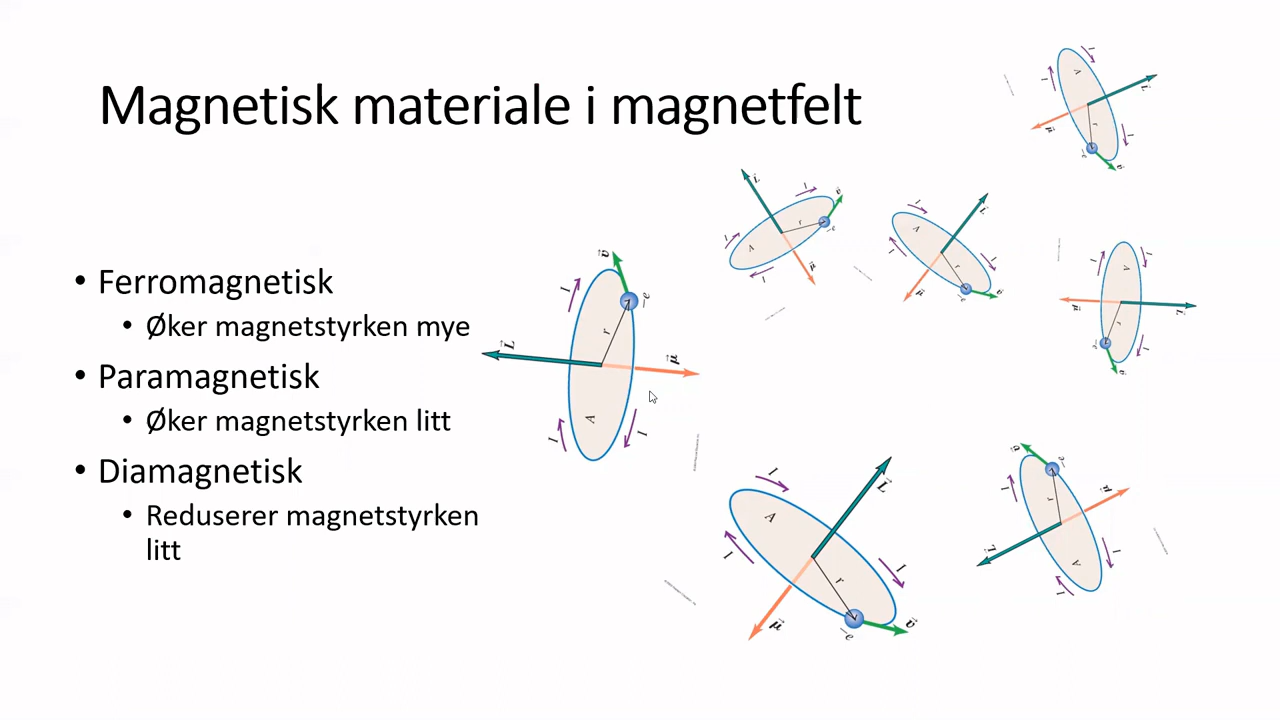 Magnetisk materiale i magnetfelt
• Ferromagnetisk
• Øker magnetstyrken mye
• Paramagnetisk
• Øker magnetstyrken litt
• Diamagnetisk
• Reduserer magnetstyrken
litt
I
L
μ
r
A
I
I
−e
v
L
v
I
I
r
−e
A
μ
I
L
I
A
r
I
I
−e
v
μ
I
I
A
μ
L
r
−e
I
v
v
−e
I
r
L
μ
A
I
I
I
L
A
I
I
r
μ
−e
v
v
−e
μ
I
r
L
I
A
I